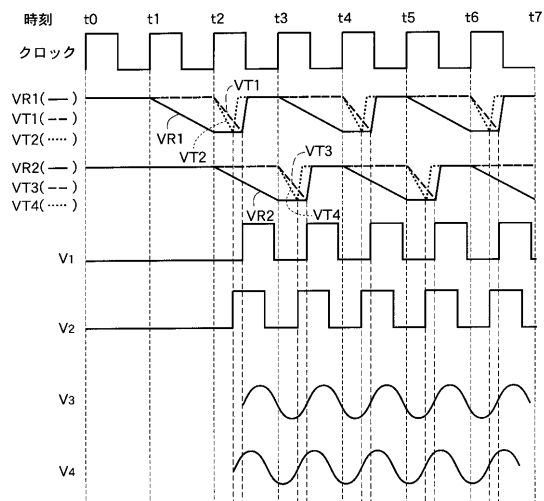 時刻 t0 t1 t2 t3 t4 t5 t6 t7
クロック
VR1(—)
VT1(--)
VT2(·····)
VT1
VR1
VT2
VR2(—)
VT3(--)
VT4(·····)
VT3
VR2
VT4
V1
V2
V3
V4